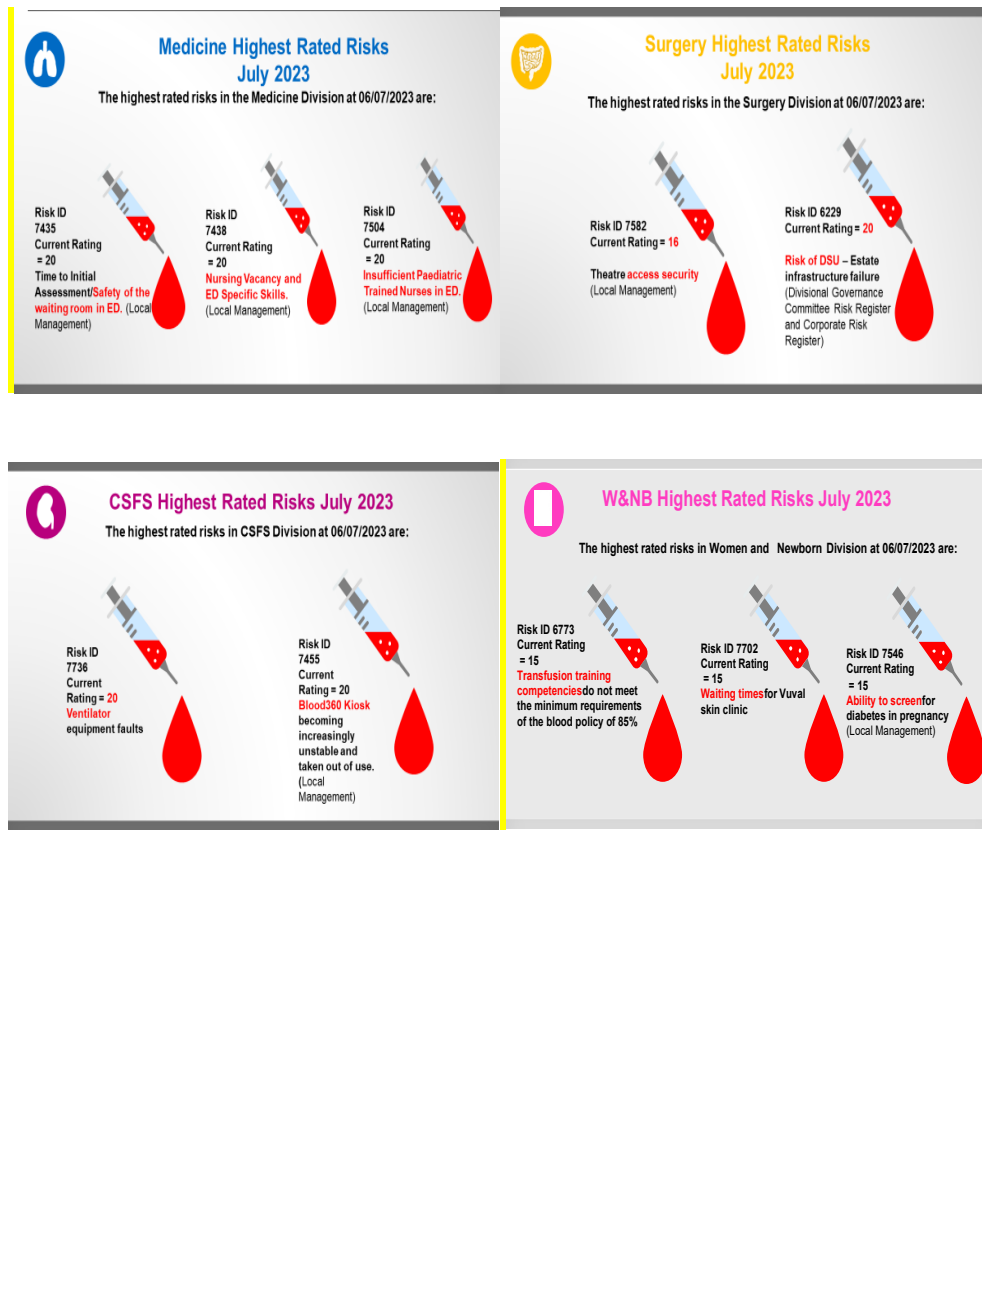 Medicine Highest Rated Risks
July 2023
The highest rated risks in the Medicine Division at 06/07/2023 are:
Risk ID
7435
Current Rating
= 20
Time to Initial
Assessment/Safety of the
waiting room in ED. (Local
Management)
Risk ID
7438
Current Rating
= 20
Nursing Vacancy and
ED Specific Skills.
(Local Management)
Risk ID
7504
Current Rating
= 20
Insufficient Paediatric
Trained Nurses in ED.
(Local Management)
Surgery Highest Rated Risks
July 2023
The highest rated risks in the Surgery Division at 06/07/2023 are:
Risk ID 7582
Current Rating = 16
Theatre access security
(Local Management)
Risk ID 6229
Current Rating = 20
Risk of DSU – Estate
infrastructure failure
(Divisional Governance
Committee Risk Register
and Corporate Risk
Register)
CSFS Highest Rated Risks July 2023
The highest rated risks in CSFS Division at 06/07/2023 are:
Risk ID
7736
Current
Rating = 20
Ventilator
equipment faults
Risk ID
7455
Current
Rating = 20
Blood360 Kiosk
becoming
increasingly
unstable and
taken out of use.
(Local
Management)
W&NB Highest Rated Risks July 2023
The highest rated risks in Women and Newborn Division at 06/07/2023 are:
Risk ID 6773
Current Rating
= 15
Transfusion training
competencies do not meet
the minimum requirements
of the blood policy of 85%
Risk ID 7702
Current Rating
= 15
Waiting times for Vuval
skin clinic
Risk ID 7546
Current Rating
= 15
Ability to screen for
diabetes in pregnancy
(Local Management)